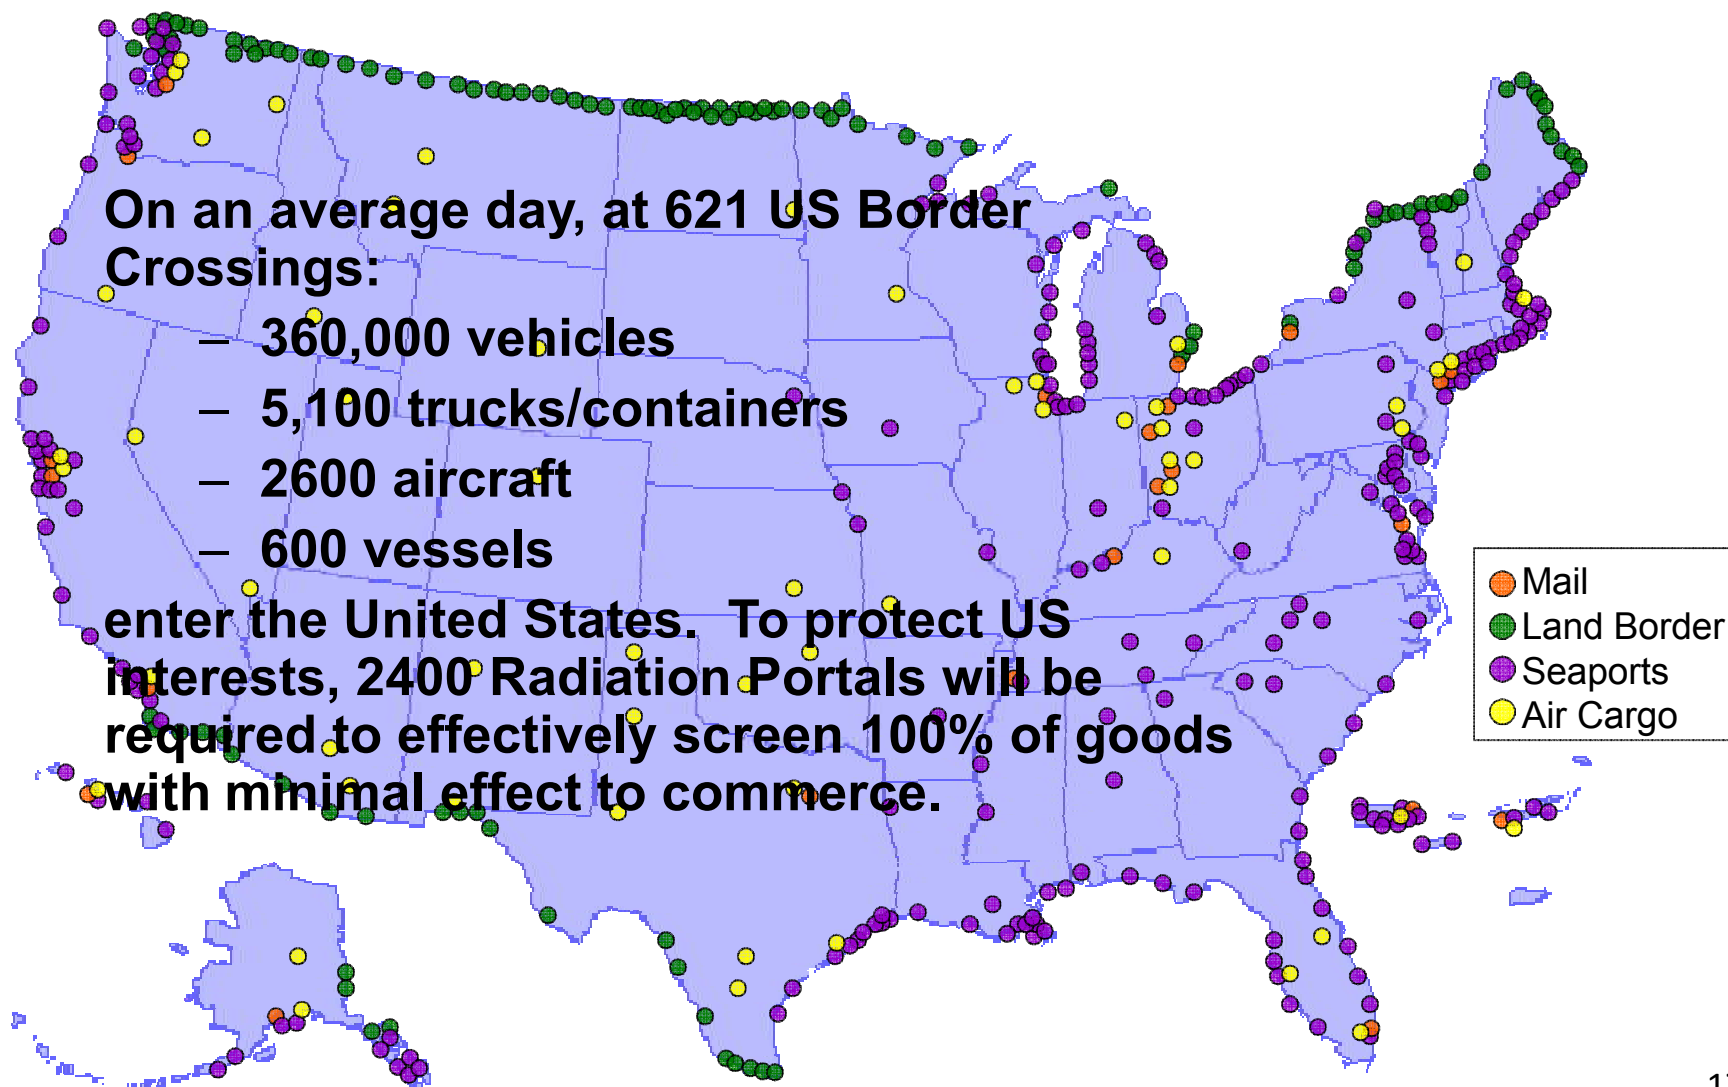 On an average day, at 621 US Border
Crossings:
– 360,000 vehicles
– 5,100 trucks/containers
– 2600 aircraft
– 600 vessels
enter the United States. To protect US
interests, 2400 Radiation Portals will be
required to effectively screen 100% of goods
with minimal effect to commerce.
Mail
Land Border
Seaports
Air Cargo